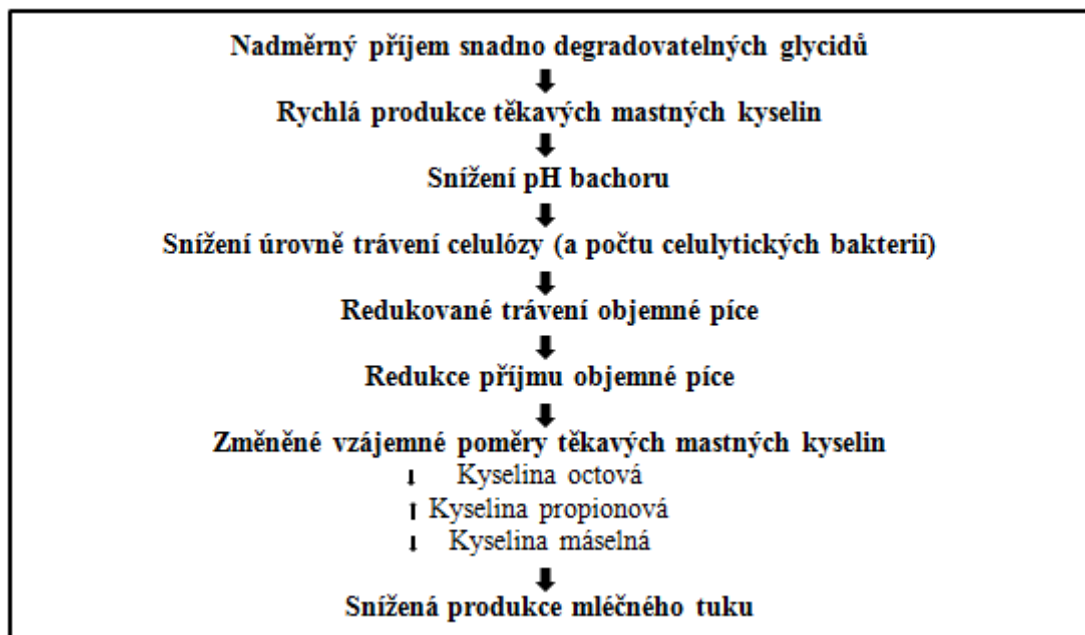 Nadměrný příjem snadno degradovatelných glycidů
Rychlá produkce těkavých mastných kyselin
Snížení pH bachoru
Snížení úrovně trávení celulózy (a počtu celulytických bakterií)
Redukované trávení objemné píce
Redukce příjmu objemné píce
Změněné vzájemné poměry těkavých mastných kyselin
Kyselina octová
Kyselina propionová
Kyselina máselná
Snížená produkce mléčného tuku